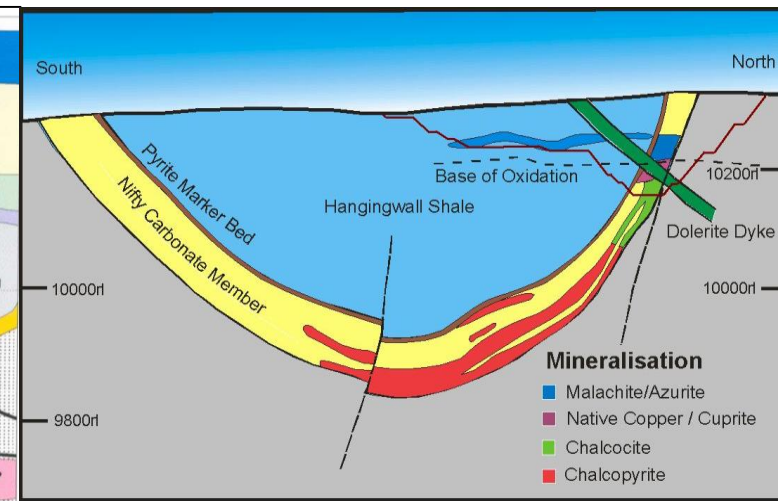 South
North
Pyrite Marker Bed
Base of Oxidation
10200rl
Nifty Carbonate Member
Hangingwall Shale
Dolerite Dyke
10000rl
10000rl
Mineralisation
Malachite/Azurite
Native Copper / Cuprite
Chalcocite
9800rl
Chalcopyrite